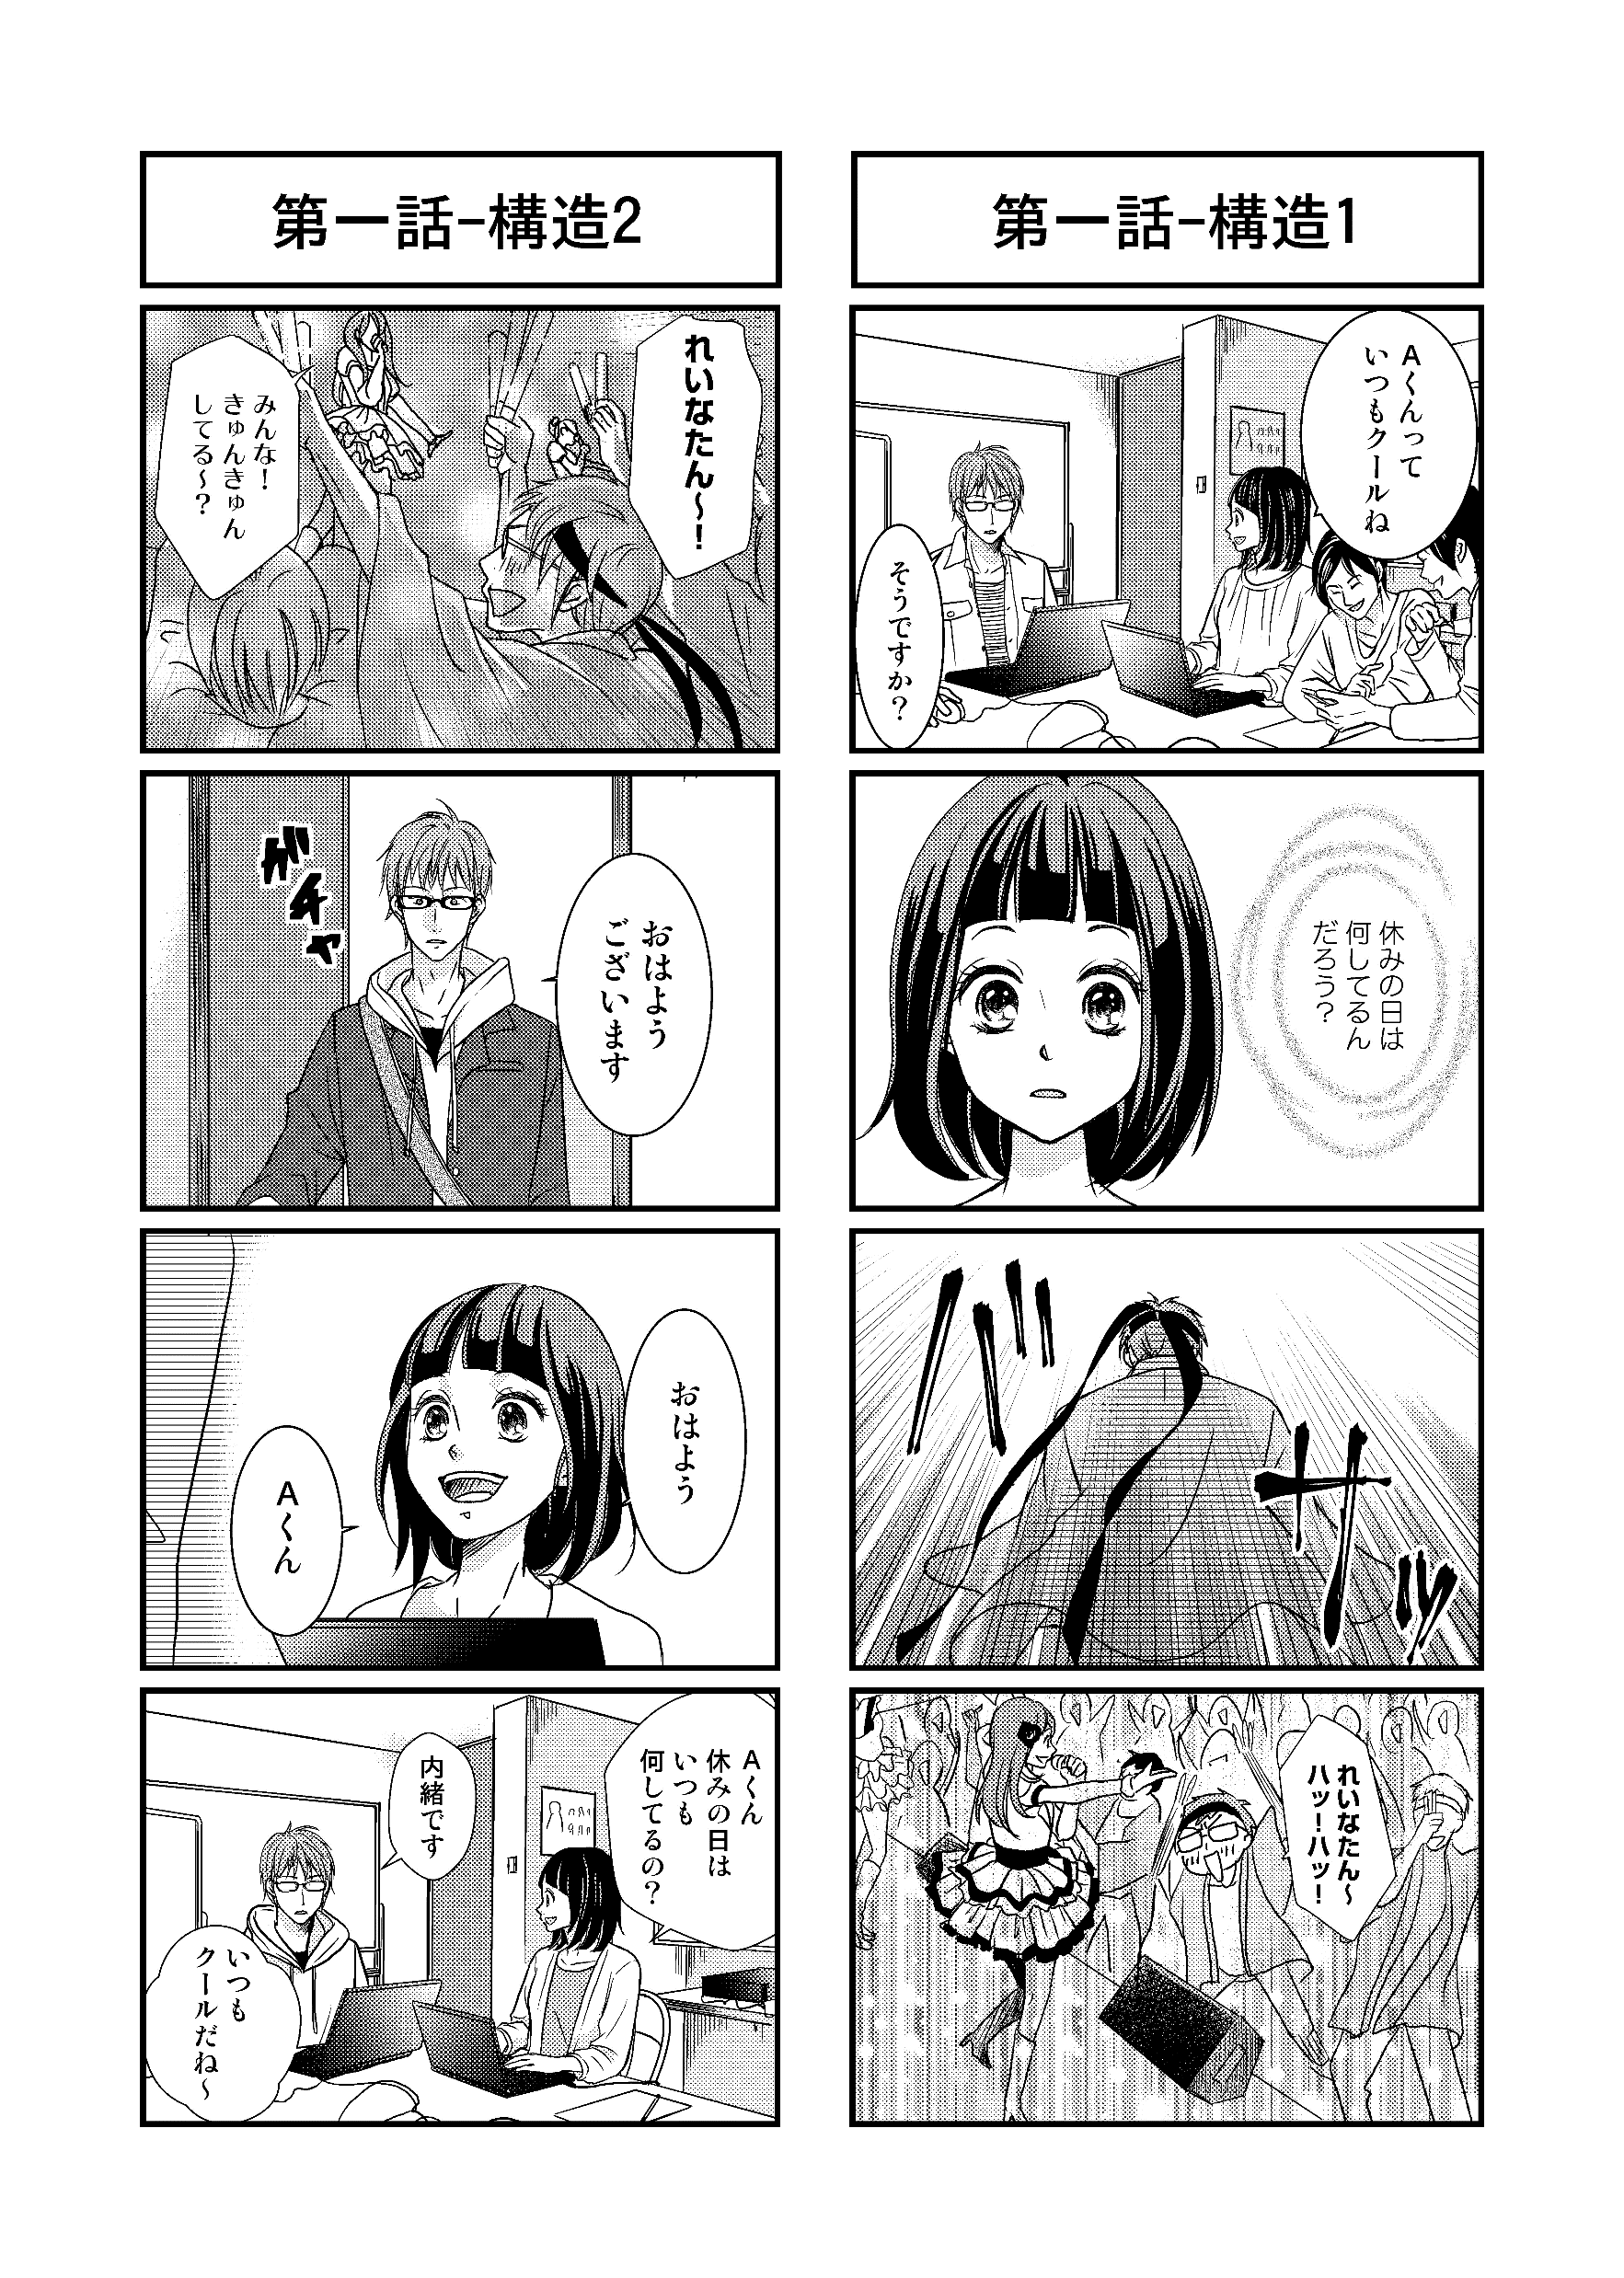 第一話-構造1
Aくんって
いつもクールね
そうですか？
休みの日は
何してるん
だろう？
バサッ
れいなたん～
ハッ！ハッ！
第一話-構造2
れいなたん～！
みんな！
きゅんきゅん
してる～？
ガチャ
おはよう
ございます
おはよう
Aくん
Aくん
休みの日は
いつも
何してるの？
内緒です
いつも
クールだね～